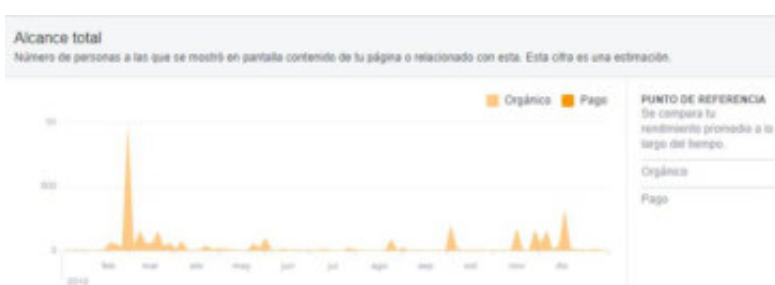 Alcance total
Número de personas a las que se mostró en pantalla contenido de tu página o relacionado con esta. Esta cifra es una estimación.
Orgánico Pago
PUNTO DE REFERENCIA
Se compara tu
rendimiento promedio a lo
largo del tiempo.
Orgánico
Pago
500
0
feb mar abr may jun jul ago sep oct nov dic